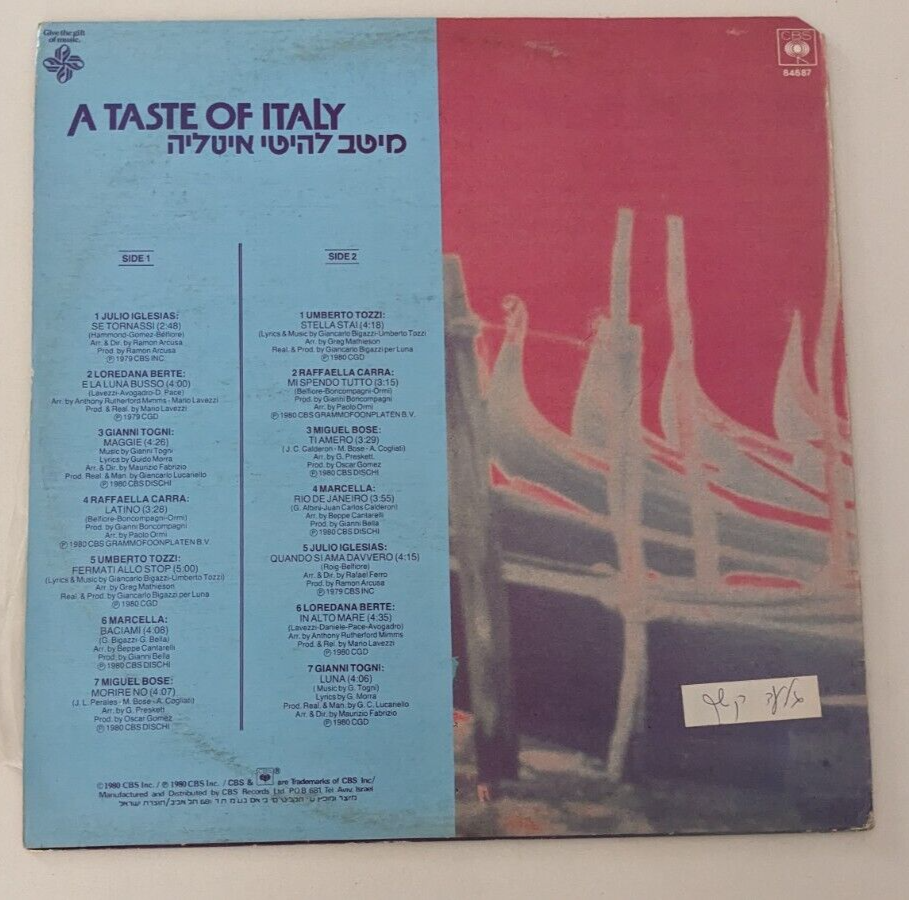 Give the gift
of music.
CBS
64687
A TASTE OF ITALY
מיטב להיטי איטליה
SIDE 1
1 JULIO IGLESIAS:
SE TORNASSI (2:48)
(Hammond-Gomez-Belfiore)
Arr. & Dir. by Ramon Arcusa
Prod. by Ramon Arcusa
Ⓟ 1979 CBS INC
2 LOREDANA BERTE:
E LA LUNA BUSSO (4:00)
(Lavezzi-Avogadro-D. Pace)
Arr. by Anthony Rutherford Mimms - Mario Lavezzi
Prod. & Real. by Mario Lavezzi
Ⓟ 1979 CGD
3 GIANNI TOGNI:
MAGGIE (4:26)
Music by Gianni Togni
Lyrics by Guido Morra
Arr. & Dir. by Maurizio Fabrizio
Prod. Real. & Man. by Giancarlo Lucariello
Ⓟ 1980 CBS DISCHI
4 RAFFAELLA CARRA:
LATINO (3:28)
(Belfiore-Boncompagni-Ormi)
Prod. by Gianni Boncompagni
Arr. by Paolo Ormi
Ⓟ 1980 CBS GRAMMOFOONPLATEN B.V.
5 UMBERTO TOZZI:
FERMATI ALLO STOP (5:00)
(Lyrics & Music by Giancarlo Bigazzi-Umberto Tozzi)
Arr. by Greg Mathieson
Real. & Prod. by Giancarlo Bigazzi per Luna
Ⓟ 1980 CGD
6 MARCELLA:
BACIAMI (4:08)
(G. Bigazzi-G. Bella)
Arr. by Beppe Cantarelli
Prod. by Gianni Bella
Ⓟ 1980 CBS DISCHI
7 MIGUEL BOSE:
MORIRE NO (4:07)
(J. L. Perales - M. Bose - A. Cogliati)
Arr. by G. Preskett
Prod. by Oscar Gomez
Ⓟ 1980 CBS DISCHI
SIDE 2
1 UMBERTO TOZZI:
STELLA STAI (4:18)
(Lyrics & Music by Giancarlo Bigazzi-Umberto Tozzi
Arr. by Greg Mathieson
Real. & Prod. by Giancarlo Bigazzi per Luna
Ⓟ 1980 CGD
2 RAFFAELLA CARRA:
MI SPENDO TUTTO (3:15)
(Belfiore-Boncompagni-Ormi)
Prod. by Gianni Boncompagni
Arr. by Paolo Ormi
Ⓟ 1980 CBS GRAMMOFOONPLATEN B.V.
3 MIGUEL BOSE:
TI AMERO (3:29)
(J. C. Calderon - M. Bose - A. Cogliati)
Arr. by G. Preskett
Prod. by Oscar Gomez
Ⓟ 1980 CBS DISCHI
4 MARCELLA:
RIO DE JANEIRO (3:55)
(G. Albini-Juan Carlos Calderon)
Arr. by Beppe Cantarelli
Prod. by Gianni Bella
Ⓟ 1980 CBS DISCHI
5 JULIO IGLESIAS:
QUANDO SI AMA DAVVERO (4:15)
(Roig-Belfiore)
Arr. & Dir. by Rafael Ferro
Prod. by Ramon Arcusa
Ⓟ 1979 CBS INC
6 LOREDANA BERTE:
IN ALTO MARE (4:35)
(Lavezzi-Daniele-Pace-Avogadro)
Arr. by Anthony Rutherford Mimms
Prod. & Rel. by Mario Lavezzi
Ⓟ 1980 CGD
7 GIANNI TOGNI:
LUNA (4:06)
(Music by G. Togni)
Lyrics by G. Morra
Prod. Real. & Man. by G. C. Lucariello
Arr. & Dir. by Maurizio Fabrizio
Ⓟ 1980 CBS DISCHI
© 1980 CBS Inc. / Ⓟ 1980 CBS Inc. / CBS & ® are Trademarks of CBS Inc/
Manufactured and Distributed by CBS Records Ltd. P.O.B 681 Tel Aviv, Israel
מיוצר ומופץ ע״י תקליטי סי בי אס בע״מ ת.ד 681 תל אביב/תוצרת ישראל